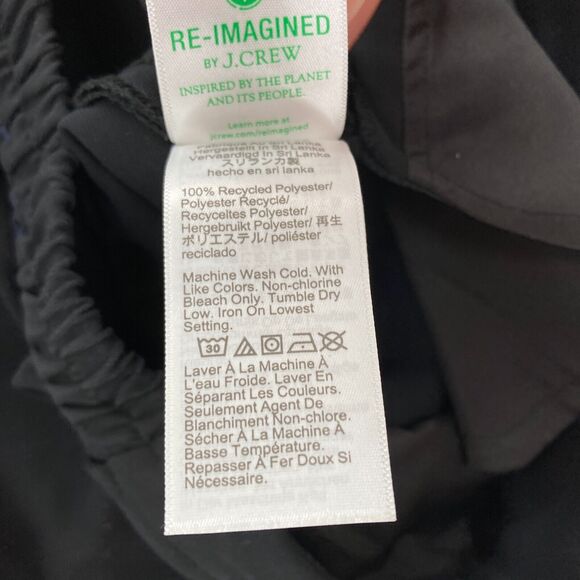 RE-IMAGINED
BY J.CREW
INSPIRED BY THE PLANET
AND ITS PEOPLE.
Learn more at
jcrew.com/reimagined
Fabriqué Au Sri Lanka
Hergestellt in Sri Lanka
Vervaardigd in Sri Lanka
スリランカ製
hecho en sri lanka
100% Recycled Polyester/
Polyester Recyclé/
Recyceltes Polyester/
Hergebruikt Polyester/ 再生
ポリエステル/ poliéster
reciclado
Machine Wash Cold. With
Like Colors. Non-chlorine
Bleach Only. Tumble Dry
Low. Iron On Lowest
Setting.
30
Laver À La Machine À
L'eau Froide. Laver En
Séparant Les Couleurs.
Seulement Agent De
Blanchiment Non-chlore.
Sécher À La Machine À
Basse Température.
Repasser À Fer Doux Si
Nécessaire.